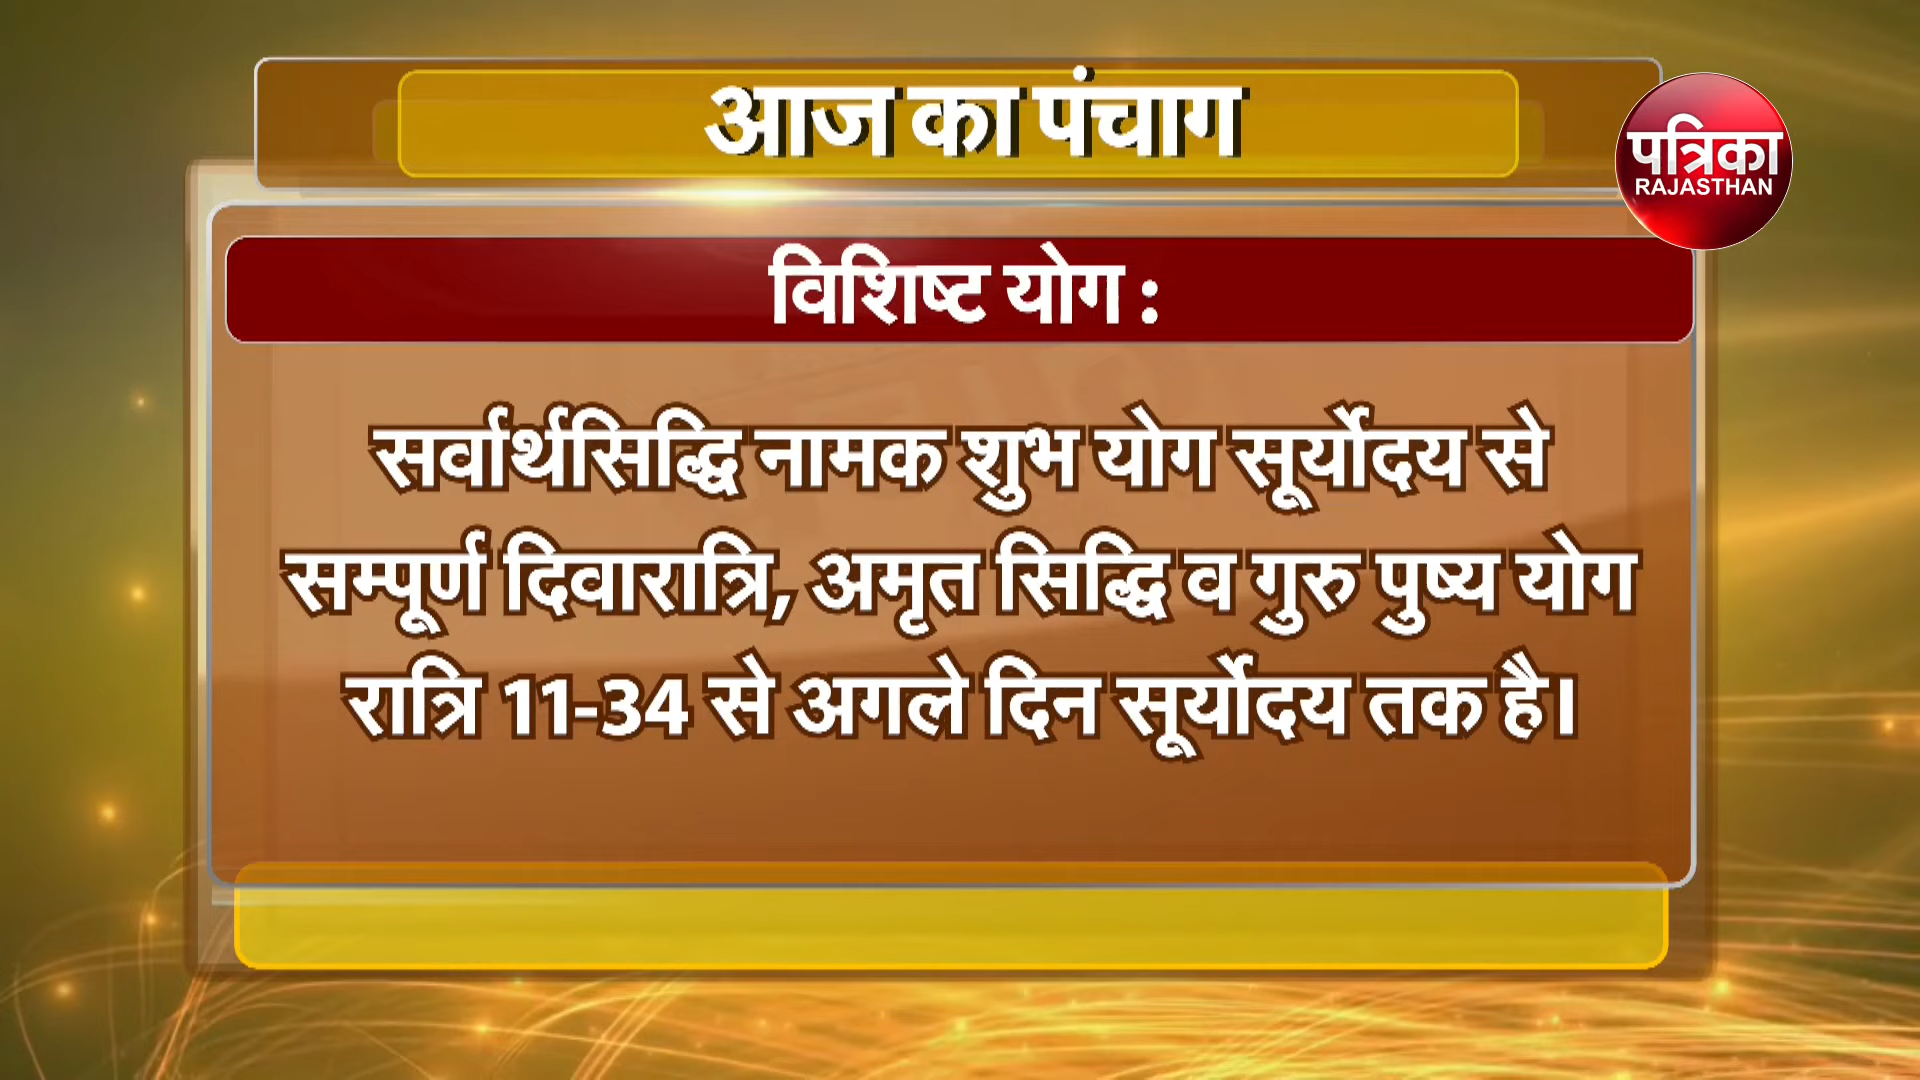 आज का पंचाग
पत्रिका
RAJASTHAN
विशिष्ट योग :
सर्वार्थसिद्धि नामक शुभ योग सूर्योदय से
सम्पूर्ण दिवारात्रि, अमृत सिद्धि व गुरु पुष्य योग
रात्रि 11-34 से अगले दिन सूर्योदय तक है।